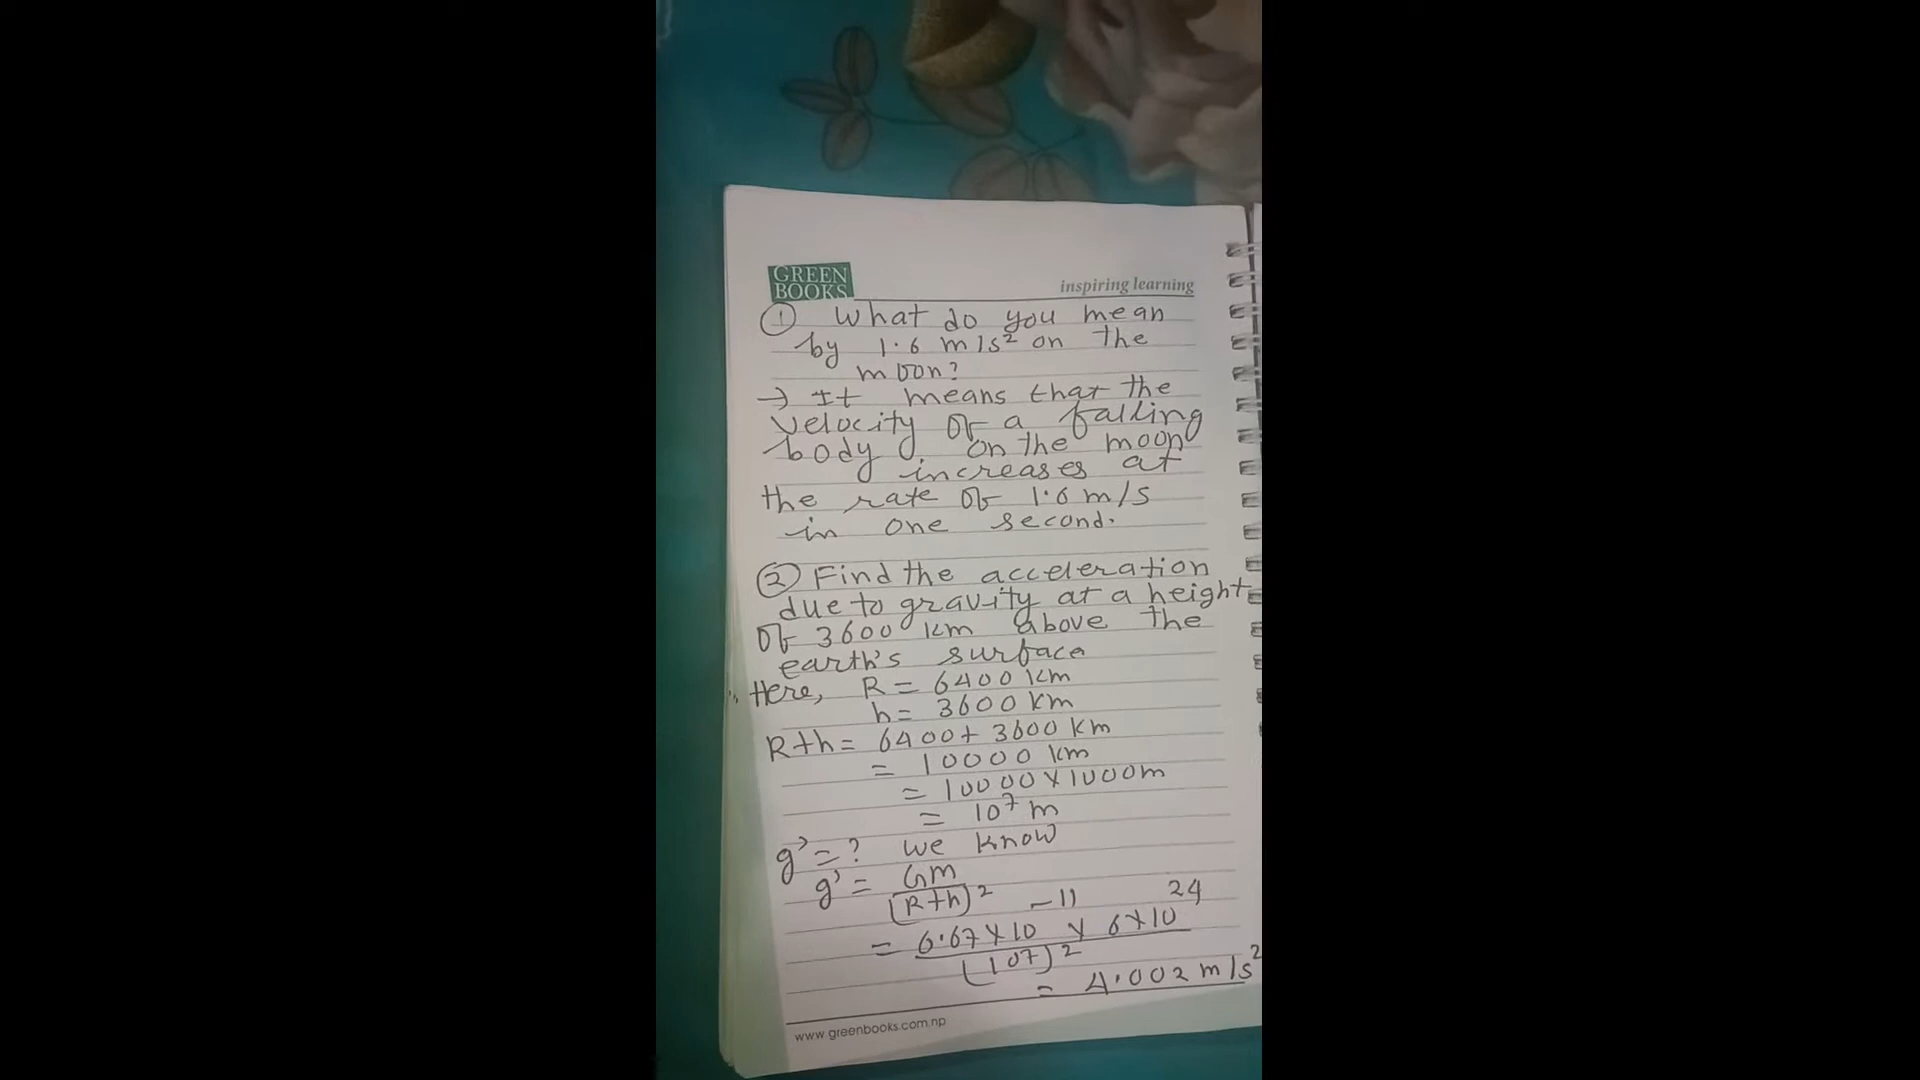 GREEN
BOOKS
inspiring learning
① What do you mean
by 1.6 m/s² on the
moon?
→ It means that the
velocity of a falling
body on the moon
increases at
the rate of 1.6 m/s
in one second.
② Find the acceleration
due to gravity at a height
of 3600 km above the
earth's surface
Here, R = 6400 km
h = 3600 km
R+h = 6400 + 3600 km
= 10000 km
= 10000 × 1000m
= 10⁷ m
g' = ? we know
g' = GM
(R+h)²
= 6.67×10⁻¹¹ × 6×10²⁴
(10⁷)²
= 4.002 m/s²
www.greenbooks.com.np